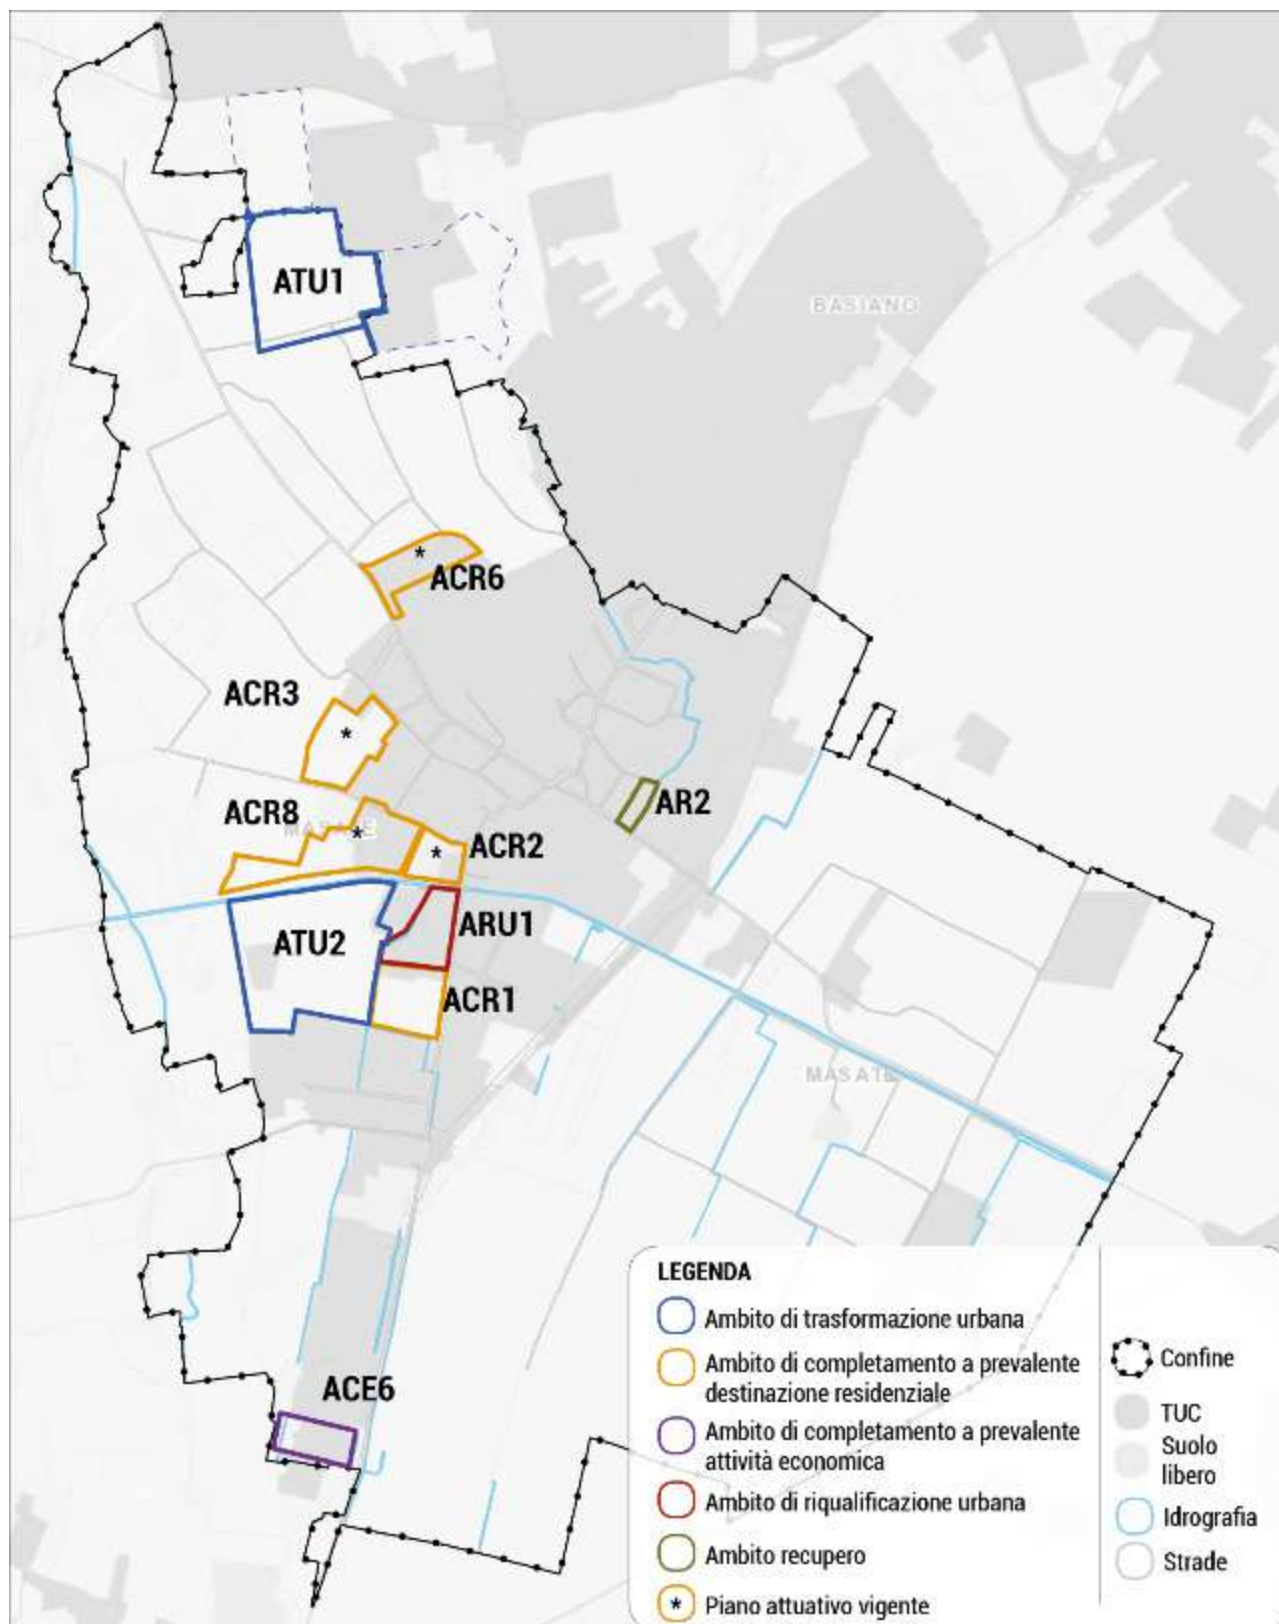 BASIANO
ATU1
ACR6
*
ACR3
*
AR2
ACR8
MASATE
*
ACR2
*
ARU1
ATU2
ACR1
MASATE
ACE6
LEGENDA
Ambito di trasformazione urbana
Ambito di completamento a prevalente
destinazione residenziale
Ambito di completamento a prevalente
attività economica
Ambito di riqualificazione urbana
Ambito recupero
* Piano attuativo vigente
Confine
TUC
Suolo
libero
Idrografia
Strade